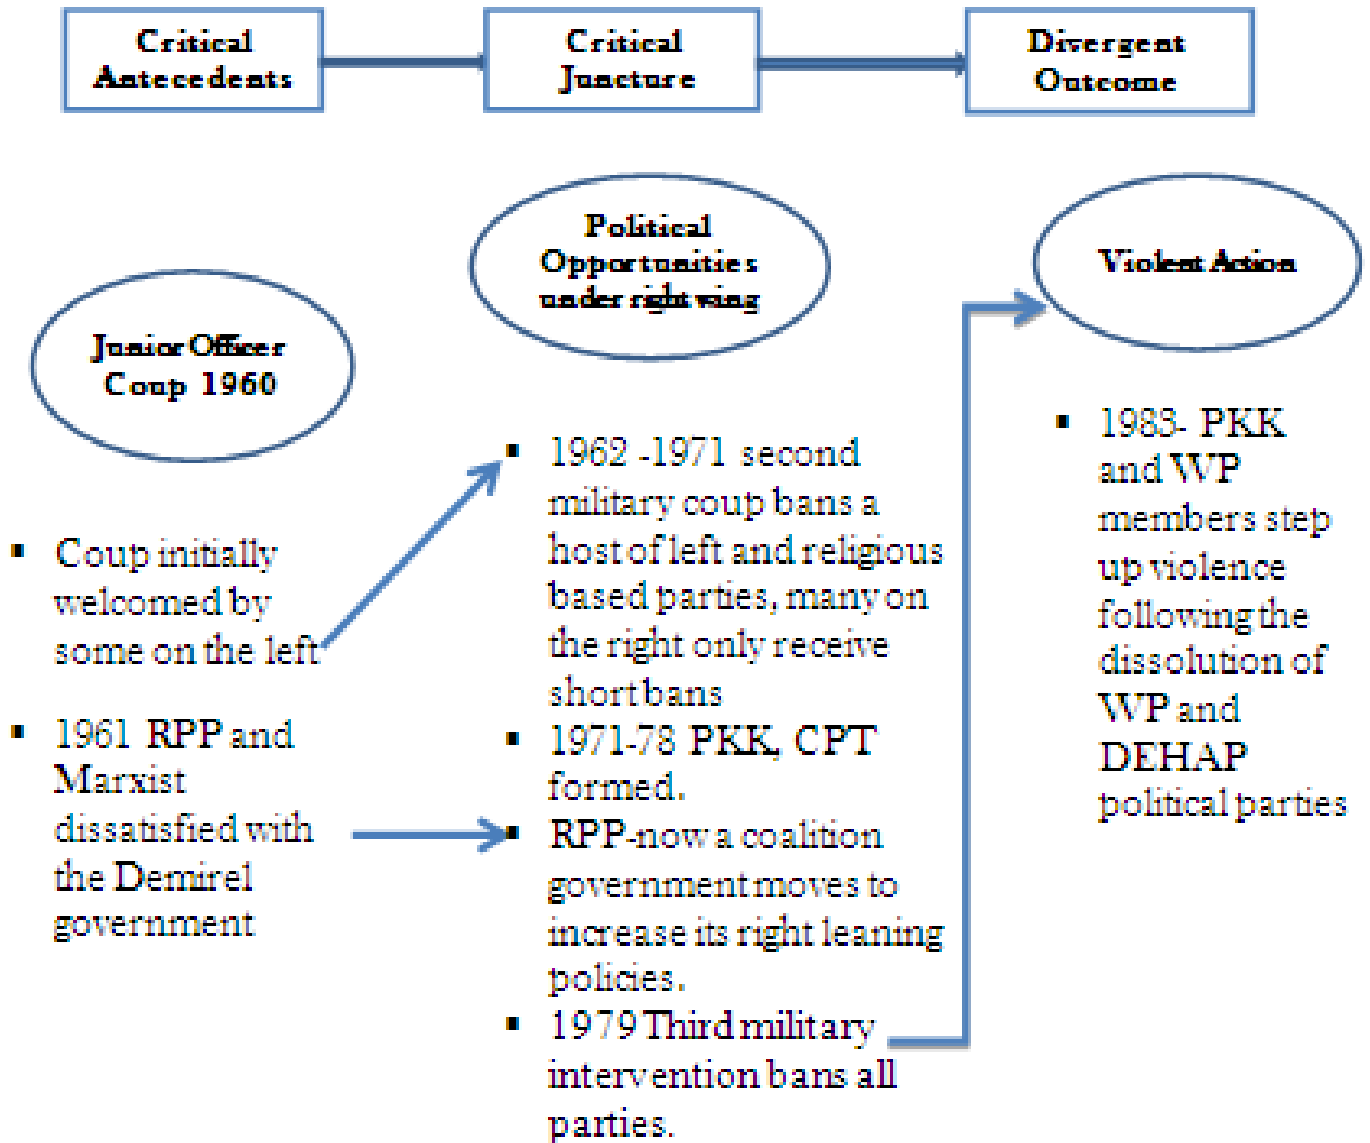 Critical
Antecedents
Critical
Juncture
Divergent
Outcome
Junior Officer
Coup 1960
▪ Coup initially
welcomed by
some on the left
▪ 1961 RPP and
Marxist
dissatisfied with
the Demirel
government
Political
Opportunities
under right wing
▪ 1962 -1971 second
military coup bans a
host of left and religious
based parties, many on
the right only receive
short bans
▪ 1971-78 PKK, CPT
formed.
▪ RPP-now a coalition
government moves to
increase its right leaning
policies.
▪ 1979 Third military
intervention bans all
parties.
Violent Action
▪ 1983- PKK
and WP
members step
up violence
following the
dissolution of
WP and
DEHAP
political parties